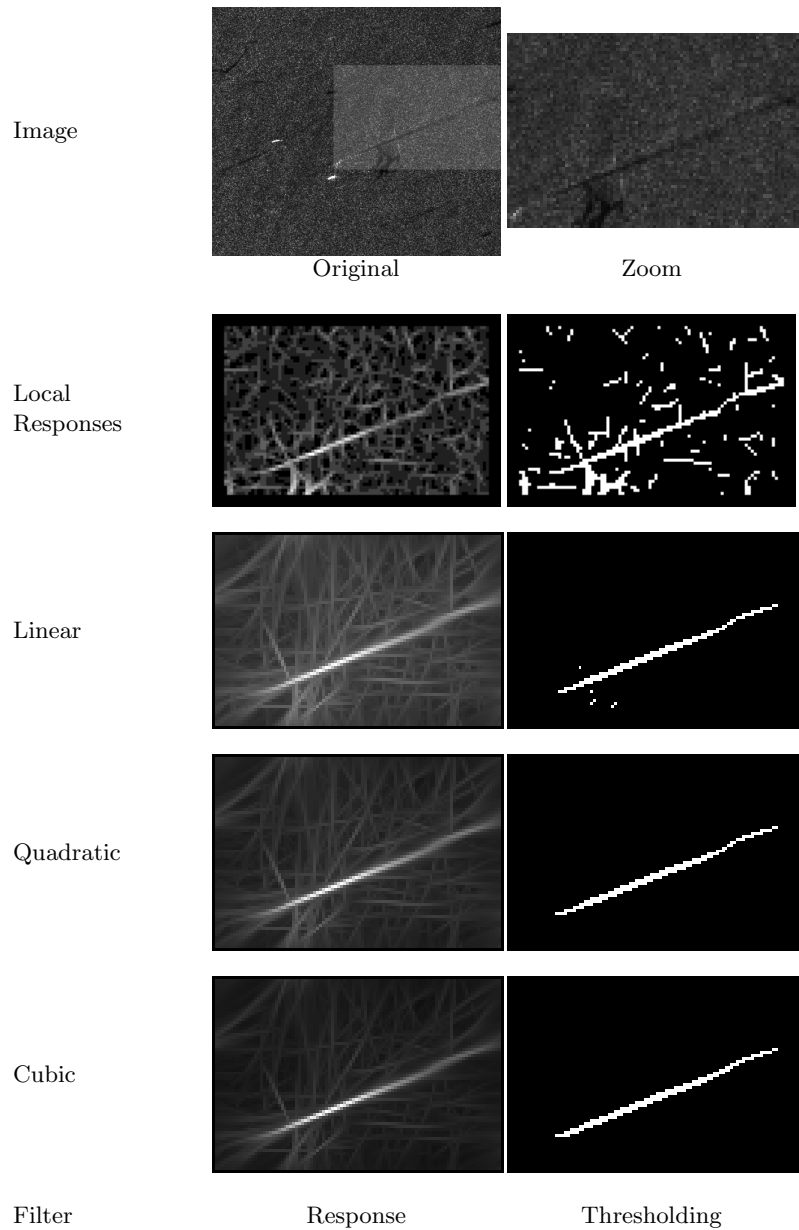 Image
Original
Zoom
Local
Responses
Linear
Quadratic
Cubic
Filter
Response
Thresholding